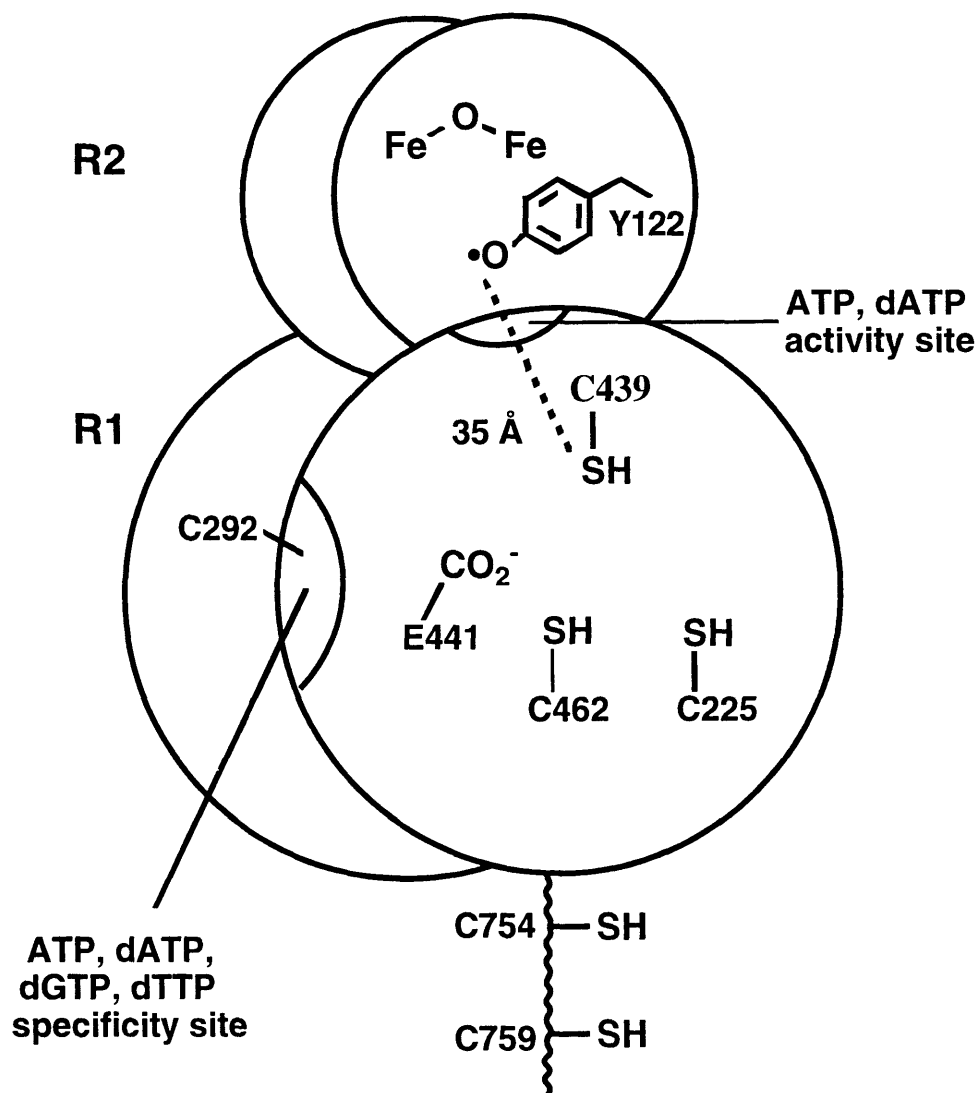 R2
Fe O Fe
Y122
•O
ATP, dATP
activity site
C439
R1
35 Å
SH
C292
CO₂⁻
E441
SH
SH
C462
C225
C754
SH
ATP, dATP,
dGTP, dTTP
specificity site
C759
SH